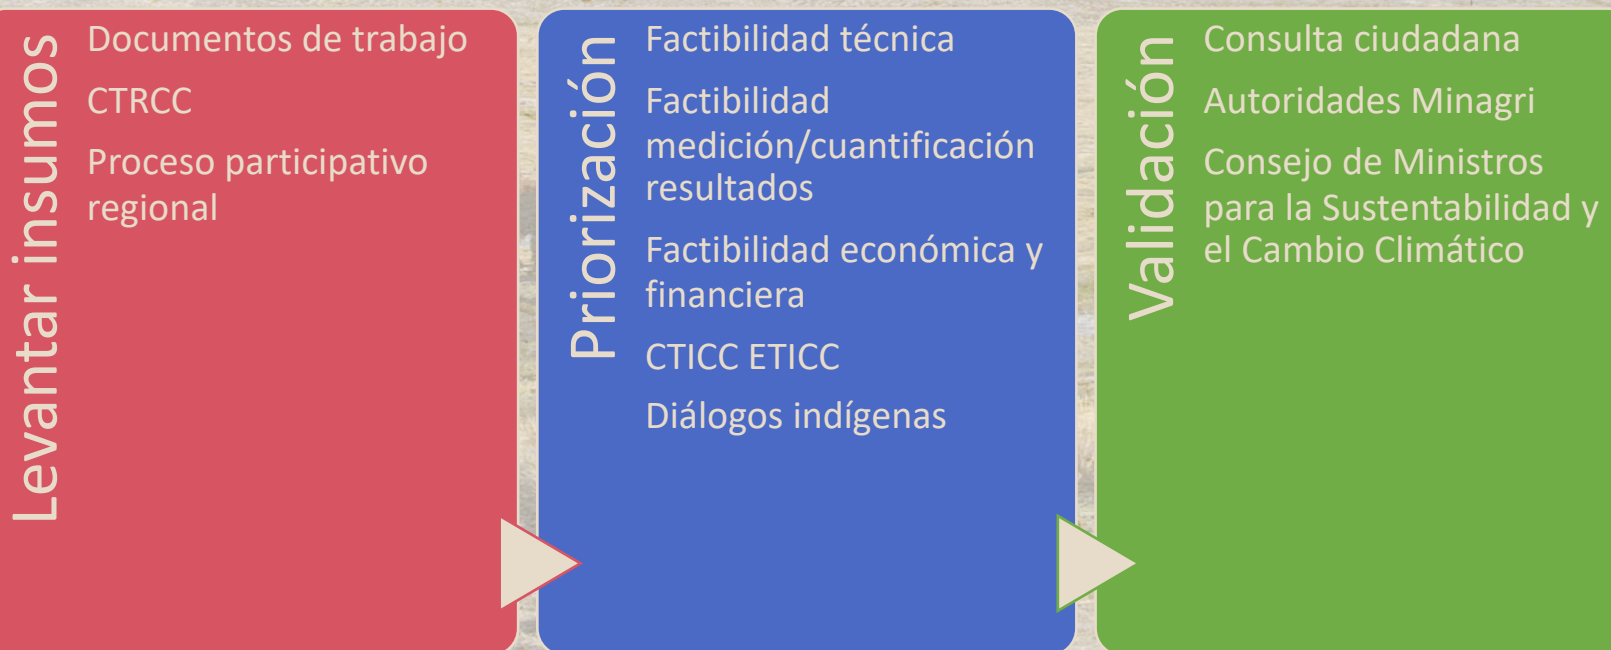 Levantar insumos
Documentos de trabajo
CTRCC
Proceso participativo
regional
Priorización
Factibilidad técnica
Factibilidad
medición/cuantificación
resultados
Factibilidad económica y
financiera
CTICC ETICC
Diálogos indígenas
Validación
Consulta ciudadana
Autoridades Minagri
Consejo de Ministros
para la Sustentabilidad y
el Cambio Climático